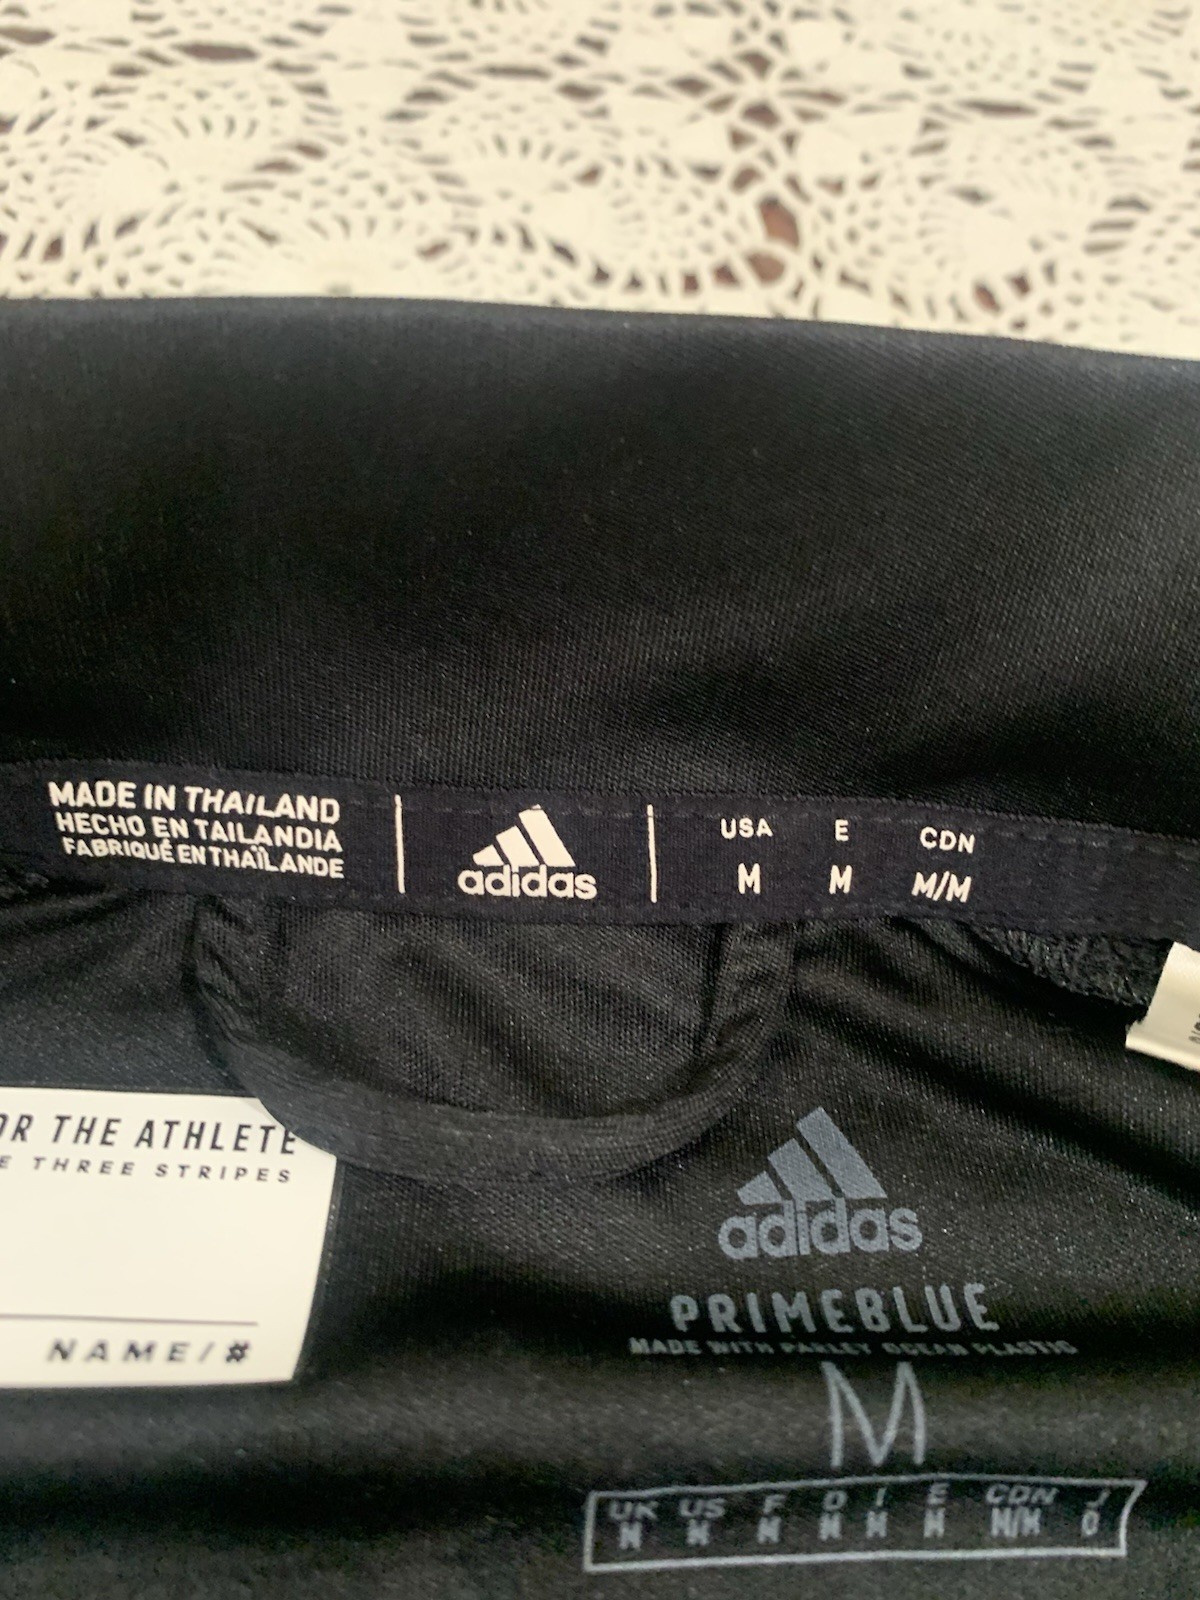 MADE IN THAILAND
HECHO EN TAILANDIA
FABRIQUÉ EN THAÏLANDE
adidas
USA E CDN
M M M/M
OR THE ATHLETE
E THREE STRIPES
NAME/#
adidas
PRIMEBLUE
MADE WITH PARLEY OCEAN PLASTIC
M
UK US F D I E CDN J
M M M M M M M/M O